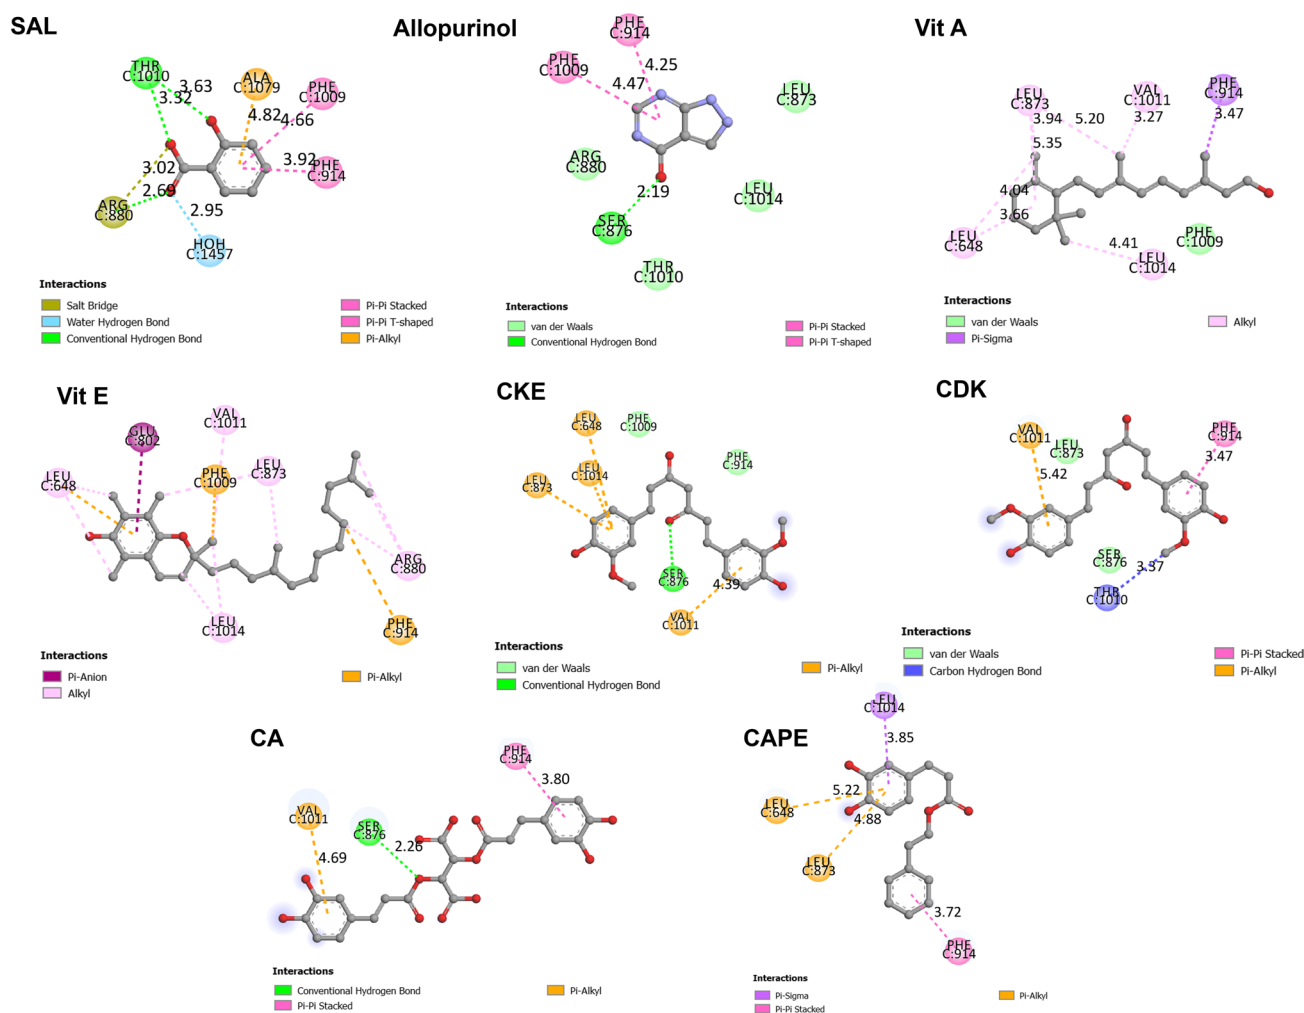 SAL
THR
C:1010
3.63
3.32
ALA
C:1079
4.82
4.66
PHE
C:1009
3.92
PHE
C:914
3.02
2.69
ARG
C:880
2.95
HOH
C:1457
Interactions
Salt Bridge
Water Hydrogen Bond
Conventional Hydrogen Bond
Pi-Pi Stacked
Pi-Pi T-shaped
Pi-Alkyl
Allopurinol
PHE
C:914
PHE
C:1009
4.25
4.47
LEU
C:873
ARG
C:880
2.19
LEU
C:1014
SER
C:876
THR
C:1010
Interactions
van der Waals
Conventional Hydrogen Bond
Pi-Pi Stacked
Pi-Pi T-shaped
Vit A
LEU
C:873
VAL
C:1011
PHE
C:914
3.94
5.20
3.27
3.47
5.35
4.04
3.66
LEU
C:648
4.41
LEU
C:1014
PHE
C:1009
Interactions
van der Waals
Pi-Sigma
Alkyl
Vit E
VAL
C:1011
GLU
C:802
LEU
C:648
PHE
C:1009
LEU
C:873
ARG
C:880
LEU
C:1014
PHE
C:914
Interactions
Pi-Anion
Alkyl
Pi-Alkyl
CKE
LEU
C:648
PHE
C:1009
LEU
C:1014
LEU
C:873
PHE
C:914
SER
C:876
4.39
VAL
C:1011
Interactions
van der Waals
Conventional Hydrogen Bond
Pi-Alkyl
CDK
VAL
C:1011
LEU
C:873
PHE
C:914
5.42
3.47
SER
C:876
3.37
THR
C:1010
Interactions
van der Waals
Carbon Hydrogen Bond
Pi-Pi Stacked
Pi-Alkyl
CA
PHE
C:914
3.80
VAL
C:1011
SER
C:876
2.26
4.69
Interactions
Conventional Hydrogen Bond
Pi-Pi Stacked
Pi-Alkyl
CAPE
LEU
C:1014
3.85
5.22
LEU
C:648
4.88
LEU
C:873
3.72
PHE
C:914
Interactions
Pi-Sigma
Pi-Pi Stacked
Pi-Alkyl